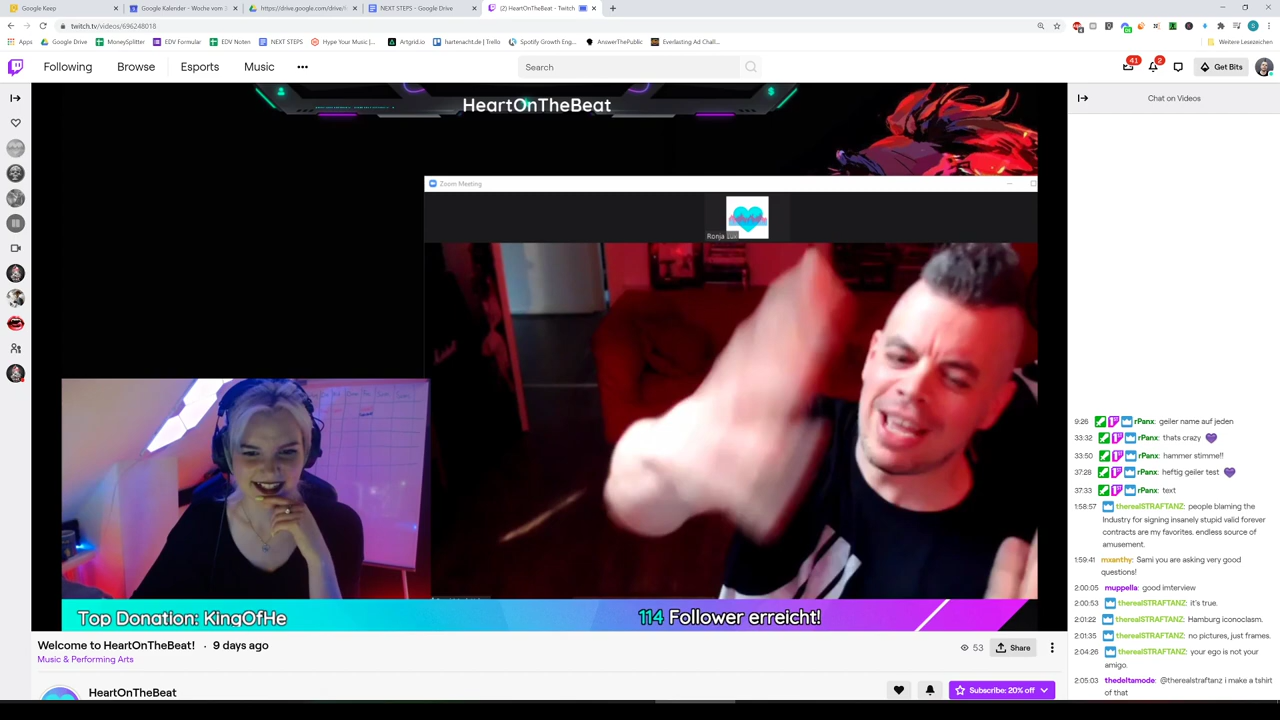 Google Keep
Google Kalender - Woche vom 3
https://drive.google.com/drive/f
NEXT STEPS - Google Drive
(2) HeartOnTheBeat - Twitch
twitch.tv/videos/696248018
Apps
Google Drive
MoneySplitter
EDV Formular
EDV Noten
NEXT STEPS
Hype Your Music |...
Artgrid.io
hartenacht.de | Trello
Spotify Growth Eng...
AnswerThePublic
Everlasting Ad Chall...
Weitere Lesezeichen
Following
Browse
Esports
Music
Search
41
2
Get Bits
HeartOnTheBeat
Chat on Videos
Zoom Meeting
Ronja Lux
9:26 rPanx: geiler name auf jeden
33:32 rPanx: thats crazy
33:50 rPanx: hammer stimme!!
37:28 rPanx: heftig geiler test
37:33 rPanx: text
1:58:57 therealSTRAFTANZ: people blaming the
Industry for signing insanely stupid valid forever
contracts are my favorites. endless source of
amusement.
1:59:41 mxanthy: Sami you are asking very good
questions!
2:00:05 muppella: good imterview
2:00:53 therealSTRAFTANZ: it's true.
2:01:22 therealSTRAFTANZ: Hamburg iconoclasm.
2:01:35 therealSTRAFTANZ: no pictures, just frames.
2:04:26 therealSTRAFTANZ: your ego is not your
amigo.
2:05:03 thedeltamode: @therealstraftanz i make a tshirt
of that
Top Donation: KingOfHe
114 Follower erreicht!
Welcome to HeartOnTheBeat! · 9 days ago
53
Share
Music & Performing Arts
HeartOnTheBeat
Subscribe: 20% off